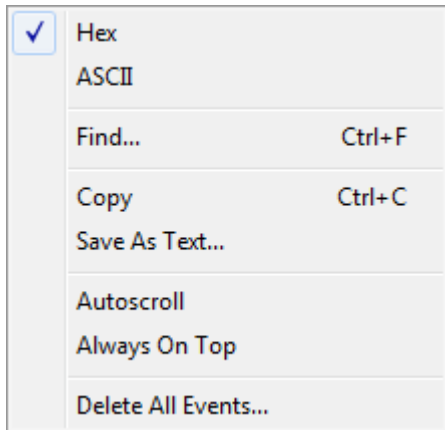 Hex
ASCII
Find... Ctrl+F
Copy Ctrl+C
Save As Text...
Autoscroll
Always On Top
Delete All Events...